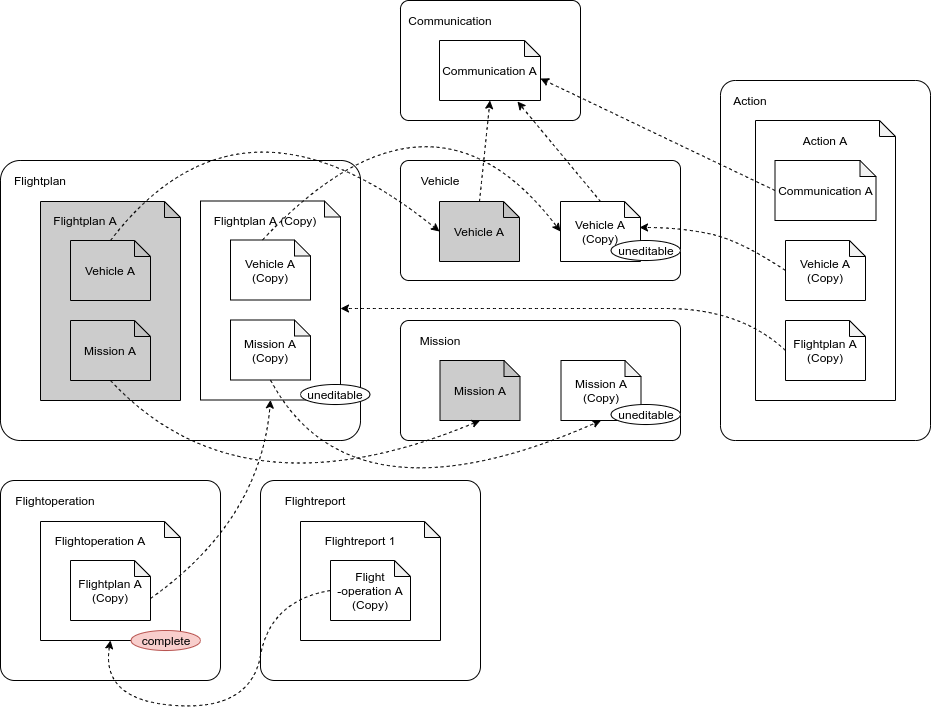 Communication
Communication A
Action
Action A
Communication A
Vehicle A
(Copy)
Flightplan A
(Copy)
Flightplan
Flightplan A
Vehicle A
Mission A
Flightplan A (Copy)
Vehicle A
(Copy)
Mission A
(Copy)
uneditable
Vehicle
Vehicle A
Vehicle A
(Copy)
uneditable
Mission
Mission A
Mission A
(Copy)
uneditable
Flightoperation
Flightoperation A
Flightplan A
(Copy)
complete
Flightreport
Flightreport 1
Flight
-operation A
(Copy)